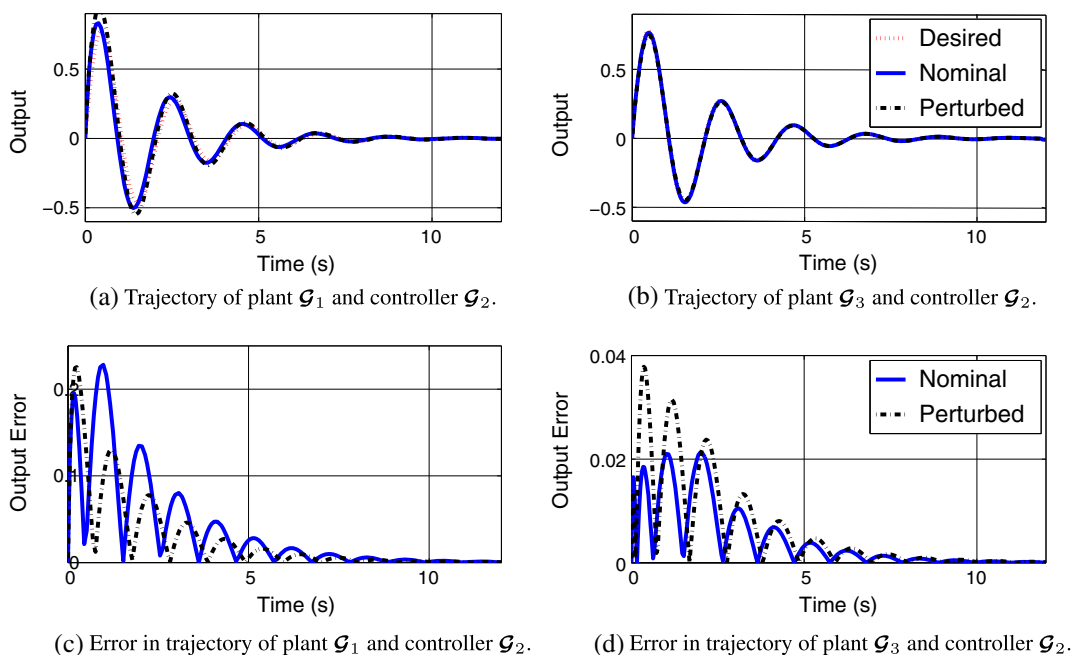 0.5
0
−0.5
Output
0
5
10
Time (s)
(a) Trajectory of plant 𝓖1 and controller 𝓖2.
0.5
0
−0.5
Output
Desired
Nominal
Perturbed
0
5
10
Time (s)
(b) Trajectory of plant 𝓖3 and controller 𝓖2.
0.2
0.1
0
Output Error
0
5
10
Time (s)
(c) Error in trajectory of plant 𝓖1 and controller 𝓖2.
0.04
0.02
0
Output Error
Nominal
Perturbed
0
5
10
Time (s)
(d) Error in trajectory of plant 𝓖3 and controller 𝓖2.